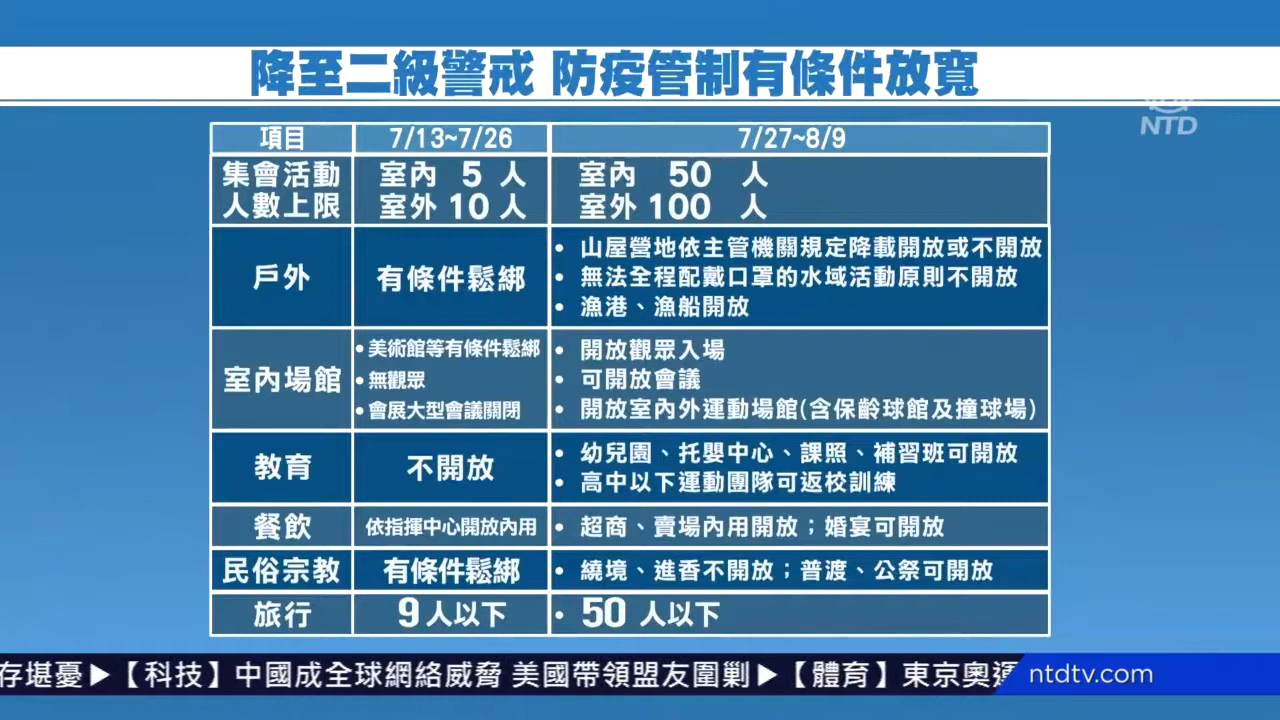 降至二級警戒 防疫管制有條件放寬
NTD
項目 7/13~7/26 7/27~8/9
集會活動人數上限
室內 5 人
室外 10 人
室內 50 人
室外 100 人
戶外
有條件鬆綁
• 山屋營地依主管機關規定降載開放或不開放
• 無法全程配戴口罩的水域活動原則不開放
• 漁港、漁船開放
室內場館
• 美術館等有條件鬆綁
• 無觀眾
• 會展大型會議關閉
• 開放觀眾入場
• 可開放會議
• 開放室內外運動場館(含保齡球館及撞球場)
教育
不開放
• 幼兒園、托嬰中心、課照、補習班可開放
• 高中以下運動團隊可返校訓練
餐飲
依指揮中心開放內用
• 超商、賣場內用開放；婚宴可開放
民俗宗教
有條件鬆綁
• 繞境、進香不開放；普渡、公祭可開放
旅行
9人以下
• 50 人以下
存堪憂▶【科技】中國成全球網絡威脅 美國帶領盟友圍剿▶【體育】東京奧運
ntdtv.com